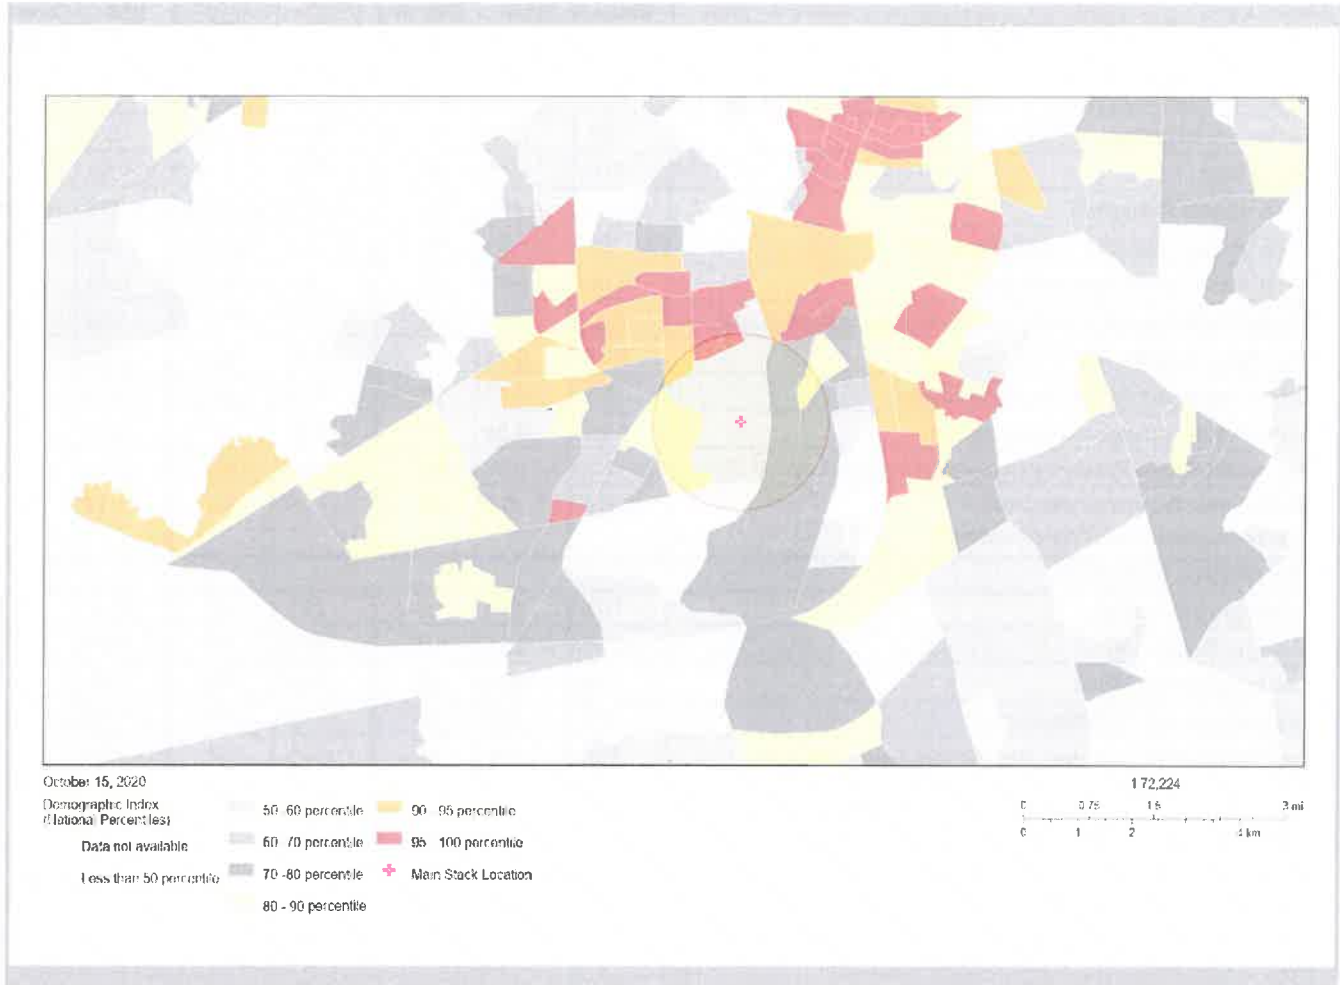 October 15, 2020
Demographic Index
(National Percentiles)
Data not available
Less than 50 percentile
50 -60 percentile
60 -70 percentile
70 -80 percentile
80 - 90 percentile
90 - 95 percentile
95 - 100 percentile
Main Stack Location
1:72,224
0 0.75 1.5 3 mi
0 1 2 4 km